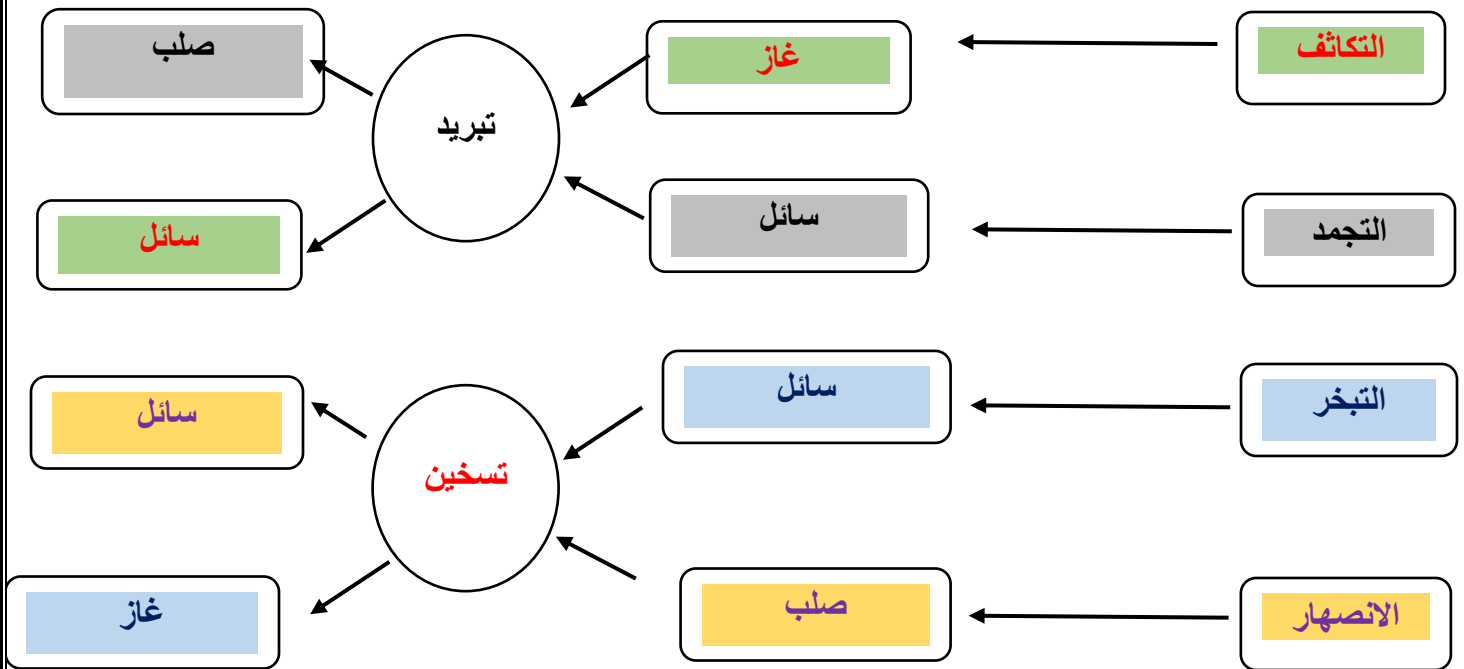 التكاثف
غاز
صلب
تبريد
التجمد
سائل
سائل
التبخر
سائل
سائل
تسخين
الانصهار
صلب
غاز